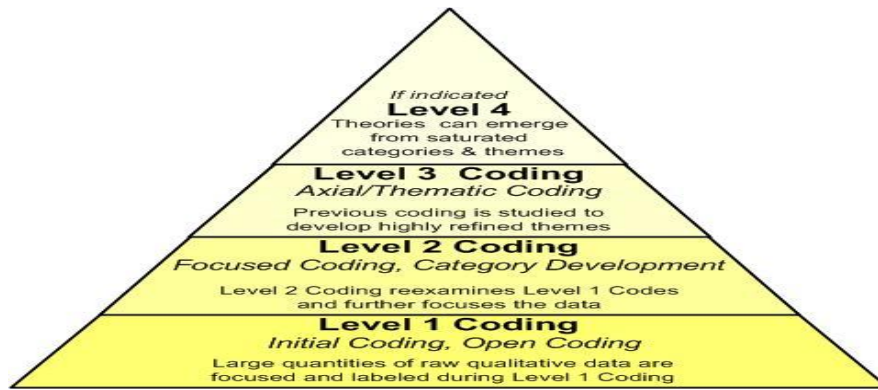 If indicated
Level 4
Theories can emerge
from saturated
categories & themes
Level 3 Coding
Axial/Thematic Coding
Previous coding is studied to
develop highly refined themes
Level 2 Coding
Focused Coding, Category Development
Level 2 Coding reexamines Level 1 Codes
and further focuses the data
Level 1 Coding
Initial Coding, Open Coding
Large quantities of raw qualitative data are
focused and labeled during Level 1 Coding